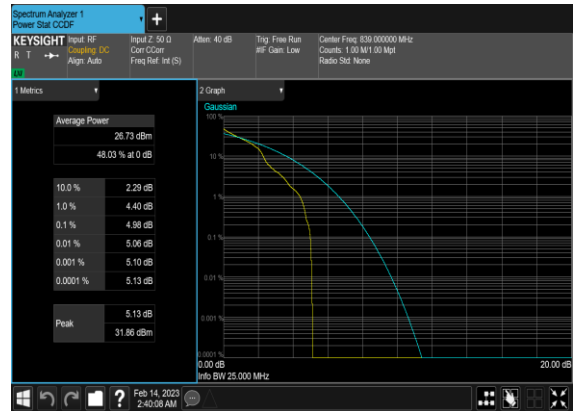 Spectrum Analyzer 1
Power Stat CCDF
+
KEYSIGHT
R T
LXI
Input: RF
Coupling: DC
Align: Auto
Input Z: 50 Ω
Corr CCorr
Freq Ref: Int (S)
Atten: 40 dB
Trig: Free Run
#IF Gain: Low
Center Freq: 839.000000 MHz
Counts: 1.00 M/1.00 Mpt
Radio Std: None
1 Metrics
Average Power
26.73 dBm
48.03 % at 0 dB
10.0 % 2.29 dB
1.0 % 4.40 dB
0.1 % 4.98 dB
0.01 % 5.06 dB
0.001 % 5.10 dB
0.0001 % 5.13 dB
Peak
5.13 dB
31.86 dBm
2 Graph
Gaussian
100 %
10 %
1 %
0.1 %
0.01 %
0.001 %
0.0001 %
0.00 dB
20.00 dB
Info BW 25.000 MHz
?
Feb 14, 2023
2:40:08 AM